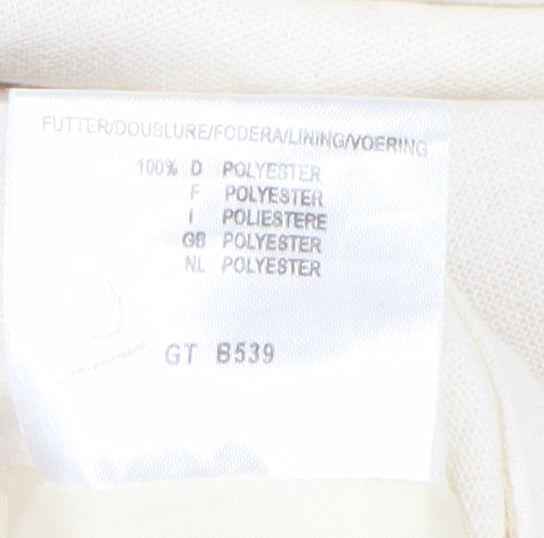 FUTTER/DOUBLURE/FODERA/LINING/VOERING
100% D POLYESTER
F POLYESTER
I POLIESTERE
GB POLYESTER
NL POLYESTER
GT B539